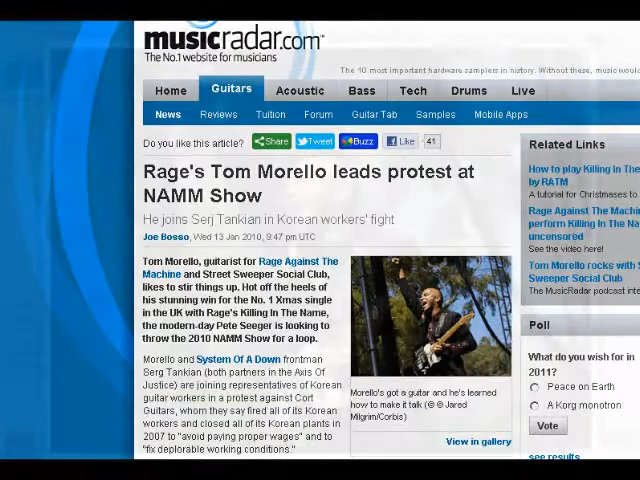 musicradar.com
The No.1 website for musicians
The 10 most important hardware samplers in history. Without these, music would
Home Guitars Acoustic Bass Tech Drums Live
News Reviews Tuition Forum Guitar Tab Samples Mobile Apps
Do you like this article? Share Tweet Buzz Like 41
Rage's Tom Morello leads protest at
NAMM Show
He joins Serj Tankian in Korean workers' fight
Joe Bosso, Wed 13 Jan 2010, 9:47 pm UTC
Tom Morello, guitarist for Rage Against The
Machine and Street Sweeper Social Club,
likes to stir things up. Hot off the heels of
his stunning win for the No. 1 Xmas single
in the UK with Rage's Killing In The Name,
the modern-day Pete Seeger is looking to
throw the 2010 NAMM Show for a loop.
Morello and System Of A Down frontman
Serg Tankian (both partners in the Axis Of
Justice) are joining representatives of Korean
guitar workers in a protest against Cort
Guitars, whom they say fired all of its Korean
workers and closed all of its Korean plants in
2007 to "avoid paying proper wages" and to
"fix deplorable working conditions."
Morello's got a guitar and he's learned
how to make it talk (© © Jared
Milgrim/Corbis)
View in gallery
Related Links
How to play Killing In The
by RATM
A tutorial for Christmases to
Rage Against The Machin
perform Killing In The Na
uncensored
See the video here!
Tom Morello rocks with S
Sweeper Social Club
The MusicRadar podcast inte
Poll
What do you wish for in
2011?
Peace on Earth
A Korg monotron
Vote
see results